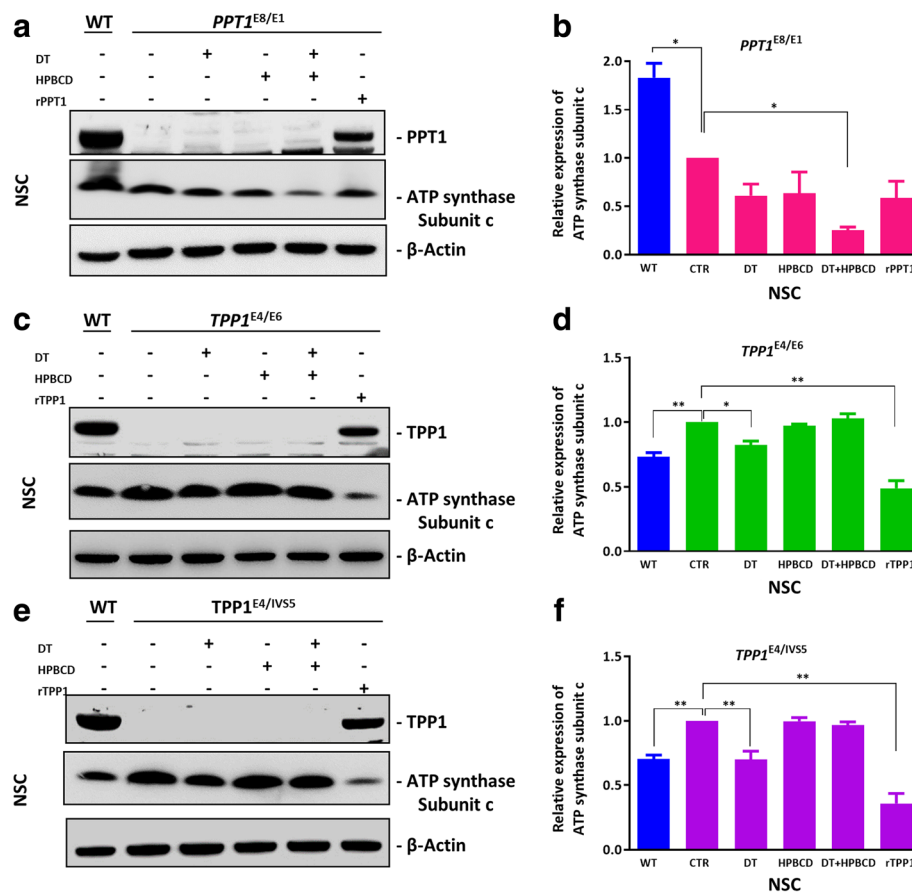 a
WT PPT1E8/E1
DT - - + - + -
HPBCD - - - + + -
rPPT1 - - - - - +
- PPT1
NSC
- ATP synthase
Subunit c
- β-Actin
b
PPT1E8/E1
Relative expression of
ATP synthase subunit c
2.0
1.5
1.0
0.5
0.0
* *
WT CTR DT HPBCD DT+HPBCD rPPT1
NSC
c
WT TPP1E4/E6
DT - - + - + -
HPBCD - - - + + -
rTPP1 - - - - - +
- TPP1
NSC
- ATP synthase
Subunit c
- β-Actin
d
TPP1E4/E6
Relative expression of
ATP synthase subunit c
1.5
1.0
0.5
0.0
** * **
WT CTR DT HPBCD DT+HPBCD rTPP1
NSC
e
WT TPP1E4/IVS5
DT - - + - + -
HPBCD - - - + + -
rTPP1 - - - - - +
- TPP1
NSC
- ATP synthase
Subunit c
- β-Actin
f
TPP1E4/IVS5
Relative expression of
ATP synthase subunit c
1.5
1.0
0.5
0.0
** ** **
WT CTR DT HPBCD DT+HPBCD rTPP1
NSC